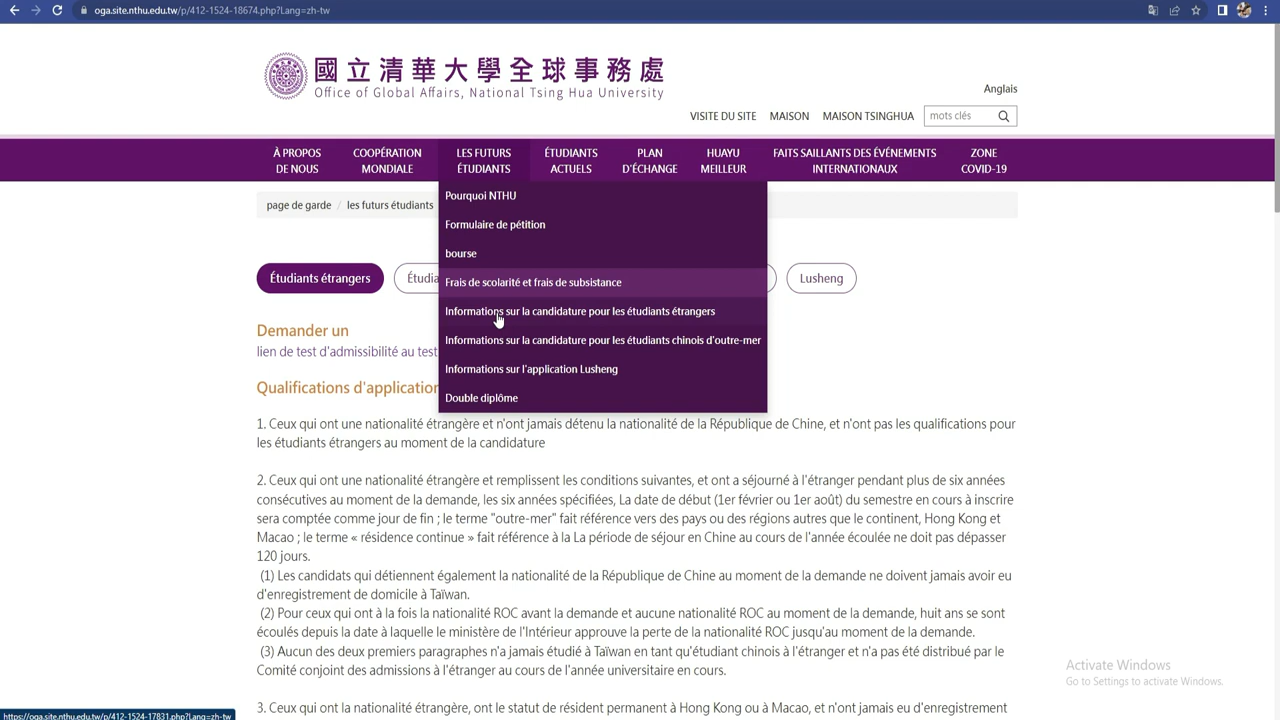 oga.site.nthu.edu.tw/p/412-1524-18674.php?Lang=zh-tw
國立清華大學全球事務處
Office of Global Affairs, National Tsing Hua University
Anglais
VISITE DU SITE MAISON MAISON TSINGHUA mots clés
À PROPOS DE NOUS
COOPÉRATION MONDIALE
LES FUTURS ÉTUDIANTS
ÉTUDIANTS ACTUELS
PLAN D'ÉCHANGE
HUAYU MEILLEUR
FAITS SAILLANTS DES ÉVÉNEMENTS INTERNATIONAUX
ZONE COVID-19
page de garde / les futurs étudiants
Pourquoi NTHU
Formulaire de pétition
bourse
Frais de scolarité et frais de subsistance
Informations sur la candidature pour les étudiants étrangers
Informations sur la candidature pour les étudiants chinois d'outre-mer
Informations sur l'application Lusheng
Double diplôme
Étudiants étrangers
Lusheng
Demander un
lien de test d'admissibilité au test
Qualifications d'application
1. Ceux qui ont une nationalité étrangère et n'ont jamais détenu la nationalité de la République de Chine, et n'ont pas les qualifications pour
les étudiants étrangers au moment de la candidature
2. Ceux qui ont une nationalité étrangère et remplissent les conditions suivantes, et ont a séjourné à l'étranger pendant plus de six années
consécutives au moment de la demande, les six années spécifiées, La date de début (1er février ou 1er août) du semestre en cours à inscrire
sera comptée comme jour de fin ; le terme "outre-mer" fait référence vers des pays ou des régions autres que le continent, Hong Kong et
Macao ; le terme « résidence continue » fait référence à la La période de séjour en Chine au cours de l'année écoulée ne doit pas dépasser
120 jours.
(1) Les candidats qui détiennent également la nationalité de la République de Chine au moment de la demande ne doivent jamais avoir eu
d'enregistrement de domicile à Taïwan.
(2) Pour ceux qui ont à la fois la nationalité ROC avant la demande et aucune nationalité ROC au moment de la demande, huit ans se sont
écoulés depuis la date à laquelle le ministère de l'Intérieur approuve la perte de la nationalité ROC jusqu'au moment de la demande.
(3) Aucun des deux premiers paragraphes n'a jamais étudié à Taïwan en tant qu'étudiant chinois à l'étranger et n'a pas été distribué par le
Comité conjoint des admissions à l'étranger au cours de l'année universitaire en cours.
3. Ceux qui ont la nationalité étrangère, ont le statut de résident permanent à Hong Kong ou à Macao, et n'ont jamais eu d'enregistrement
Activate Windows
Go to Settings to activate Windows.
https://oga.site.nthu.edu.tw/p/412-1524-17831.php?Lang=zh-tw